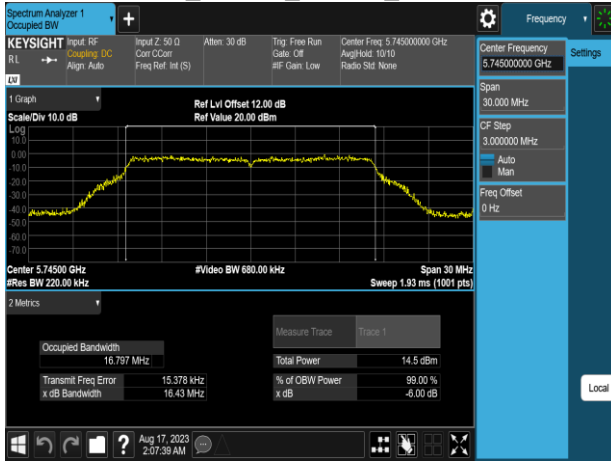 Spectrum Analyzer 1
Occupied BW
Frequency
KEYSIGHT
RL
LXI
Input: RF
Coupling: DC
Align: Auto
Input Z: 50 Ω
Corr CCorr
Freq Ref: Int (S)
Atten: 30 dB
Trig: Free Run
Gate: Off
#IF Gain: Low
Center Freq: 5.745000000 GHz
Avg|Hold: 10/10
Radio Std: None
Center Frequency
5.745000000 GHz
Settings
Span
30.000 MHz
CF Step
3.000000 MHz
Auto
Man
Freq Offset
0 Hz
1 Graph
Scale/Div 10.0 dB
Ref Lvl Offset 12.00 dB
Ref Value 20.00 dBm
Log
10.0
0.00
-10.0
-20.0
-30.0
-40.0
-50.0
-60.0
-70.0
Center 5.74500 GHz
#Video BW 680.00 kHz
Span 30 MHz
#Res BW 220.00 kHz
Sweep 1.93 ms (1001 pts)
2 Metrics
Measure Trace
Trace 1
Occupied Bandwidth
16.797 MHz
Total Power
14.5 dBm
Transmit Freq Error
15.378 kHz
% of OBW Power
99.00 %
x dB Bandwidth
16.43 MHz
x dB
-6.00 dB
Local
?
Aug 17, 2023
2:07:39 AM